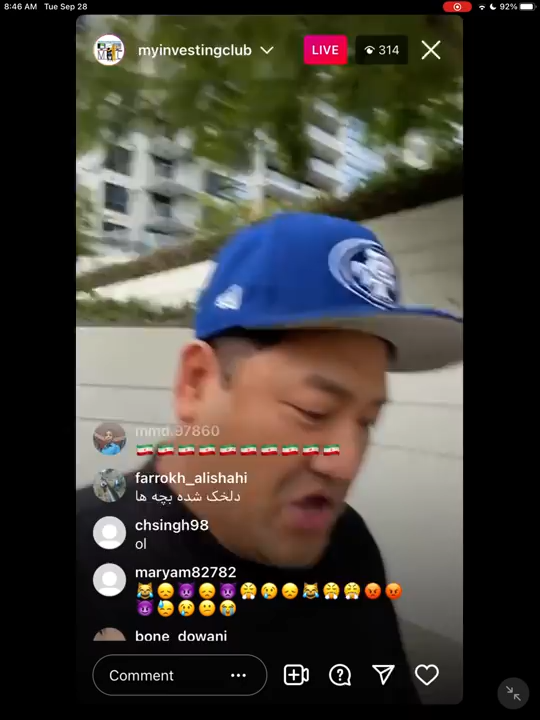 8:46 AM Tue Sep 28
92%
myinvestingclub
LIVE
314
mmd.97860
🇮🇷🇮🇷🇮🇷🇮🇷🇮🇷🇮🇷🇮🇷🇮🇷🇮🇷🇮🇷
farrokh_alishahi
دلخک شده بچه ها
chsingh98
ol
maryam82782
😹😞👿😞👿😤😢😞😹😤😤😡😡
👿😓😢😕😭
bone_dowani
Comment